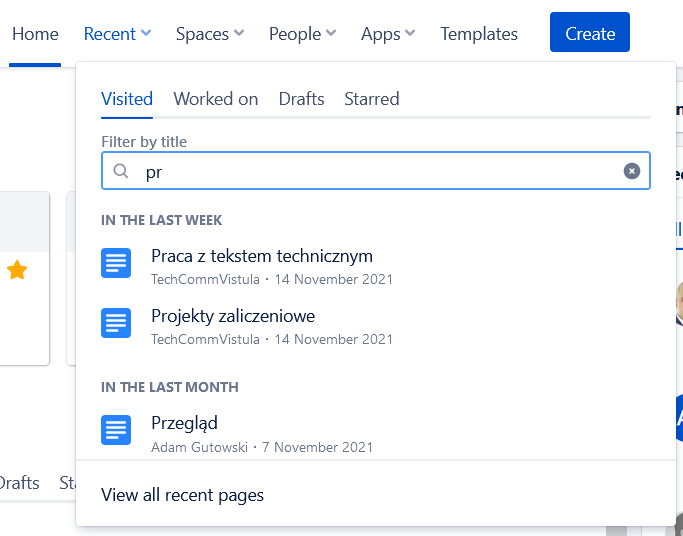 Home Recent Spaces People Apps Templates Create
Visited Worked on Drafts Starred
Filter by title
pr
IN THE LAST WEEK
Praca z tekstem technicznym
TechCommVistula • 14 November 2021
Projekty zaliczeniowe
TechCommVistula • 14 November 2021
IN THE LAST MONTH
Przegląd
Adam Gutowski • 7 November 2021
Drafts
View all recent pages